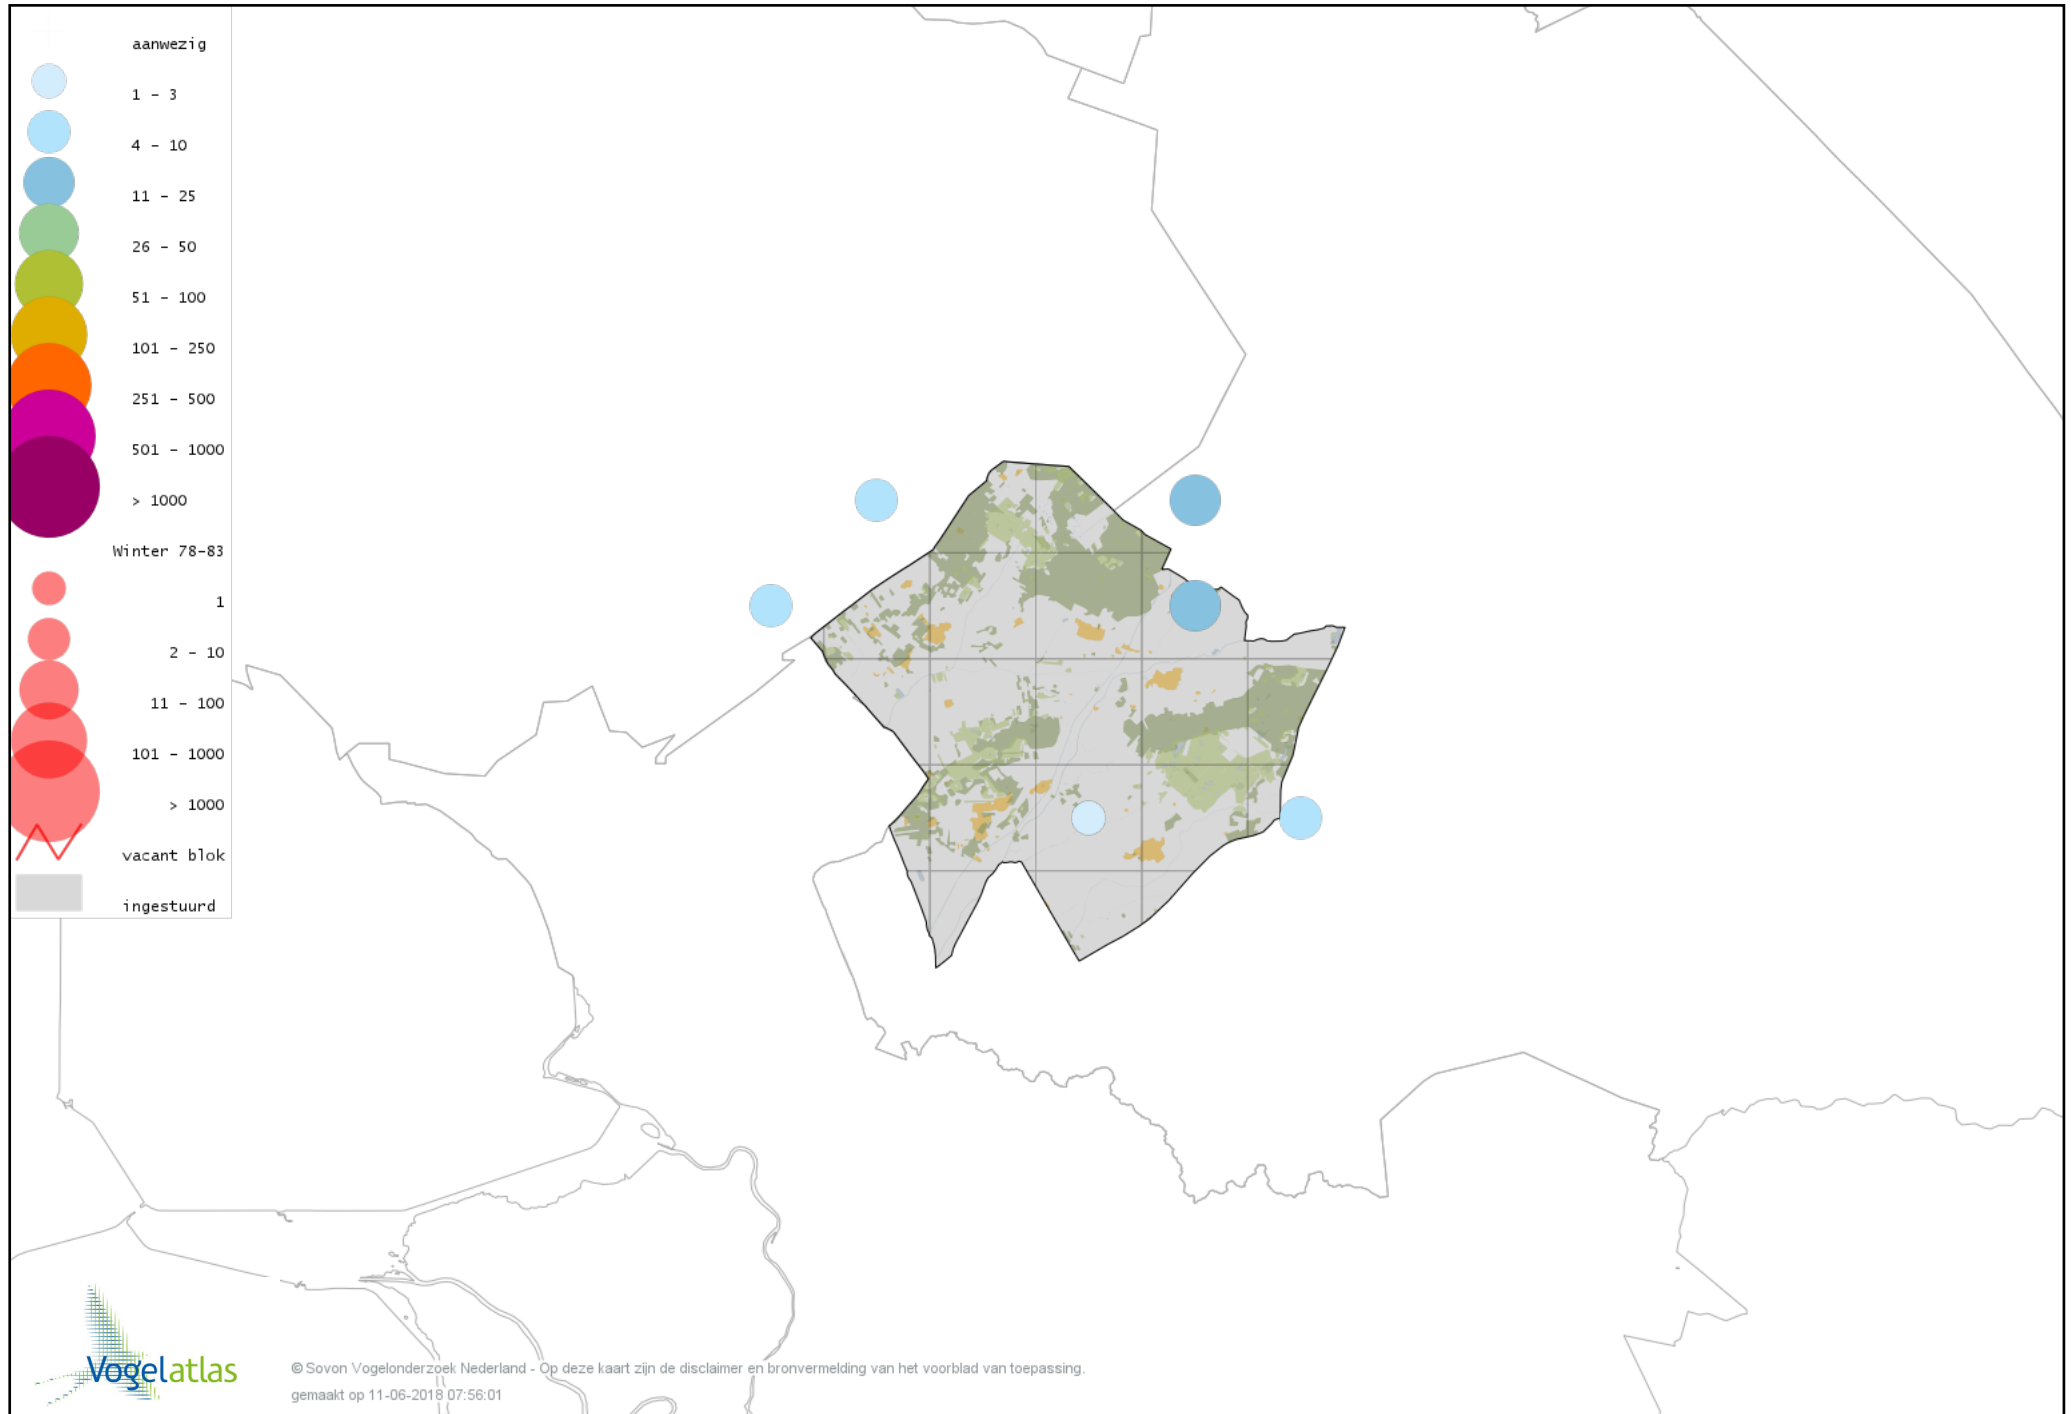 aanwezig
1 - 3
4 - 10
11 - 25
26 - 50
51 - 100
101 - 250
251 - 500
501 - 1000
> 1000
Winter 78-83
1
2 - 10
11 - 100
101 - 1000
> 1000
vacant blok
ingestuurd
Vogelatlas
© Sovon Vogelonderzoek Nederland - Op deze kaart zijn de disclaimer en bronvermelding van het voorblad van toepassing.
gemaakt op 11-06-2018 07:56:01